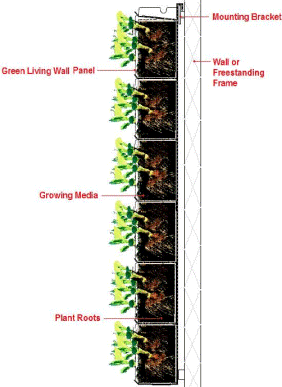 Mounting Bracket
Green Living Wall Panel
Wall or
Freestanding
Frame
Growing Media
Plant Roots